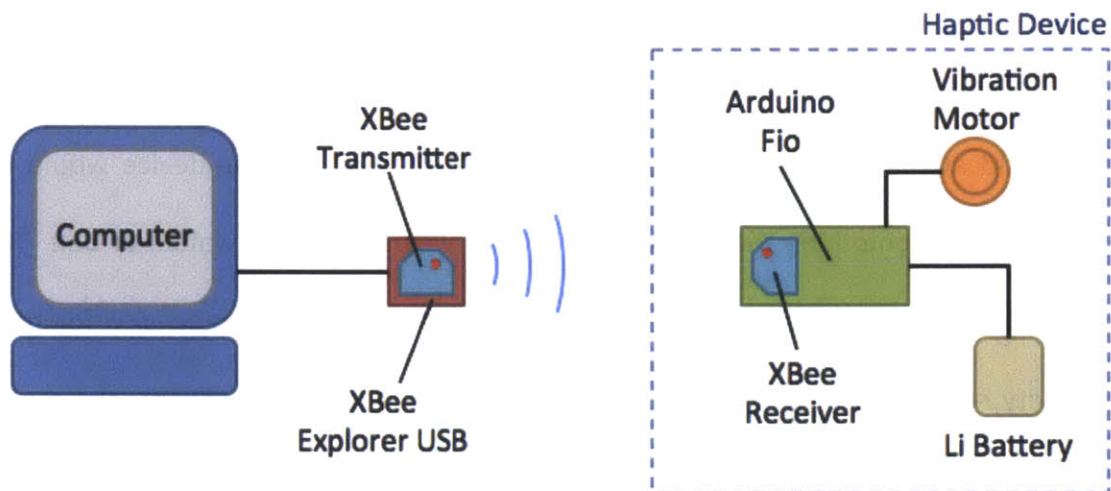 Haptic Device
Vibration
Motor
Arduino
Fio
XBee
Transmitter
Computer
XBee
Explorer USB
XBee
Receiver
Li Battery